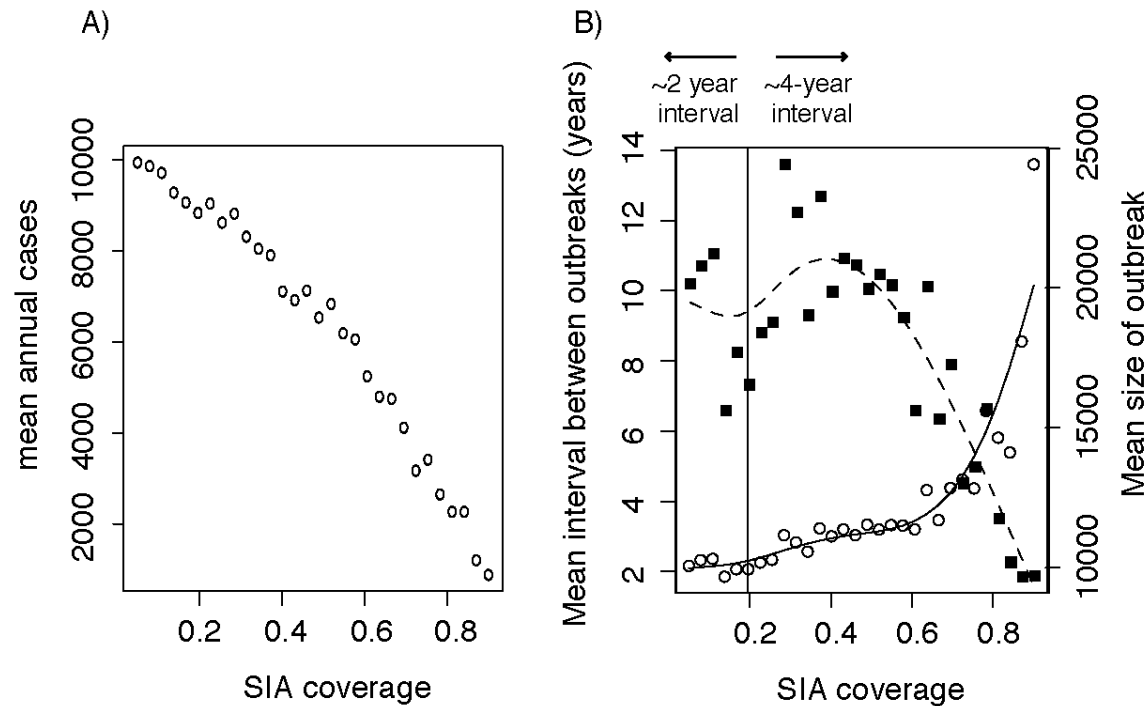 A)
mean annual cases
10000
8000
6000
4000
2000
0.2 0.4 0.6 0.8
SIA coverage
B)
~2 year ~4-year
interval interval
Mean interval between outbreaks (years)
14
12
10
8
6
4
2
0.2 0.4 0.6 0.8
SIA coverage
25000
20000
15000
10000
Mean size of outbreak